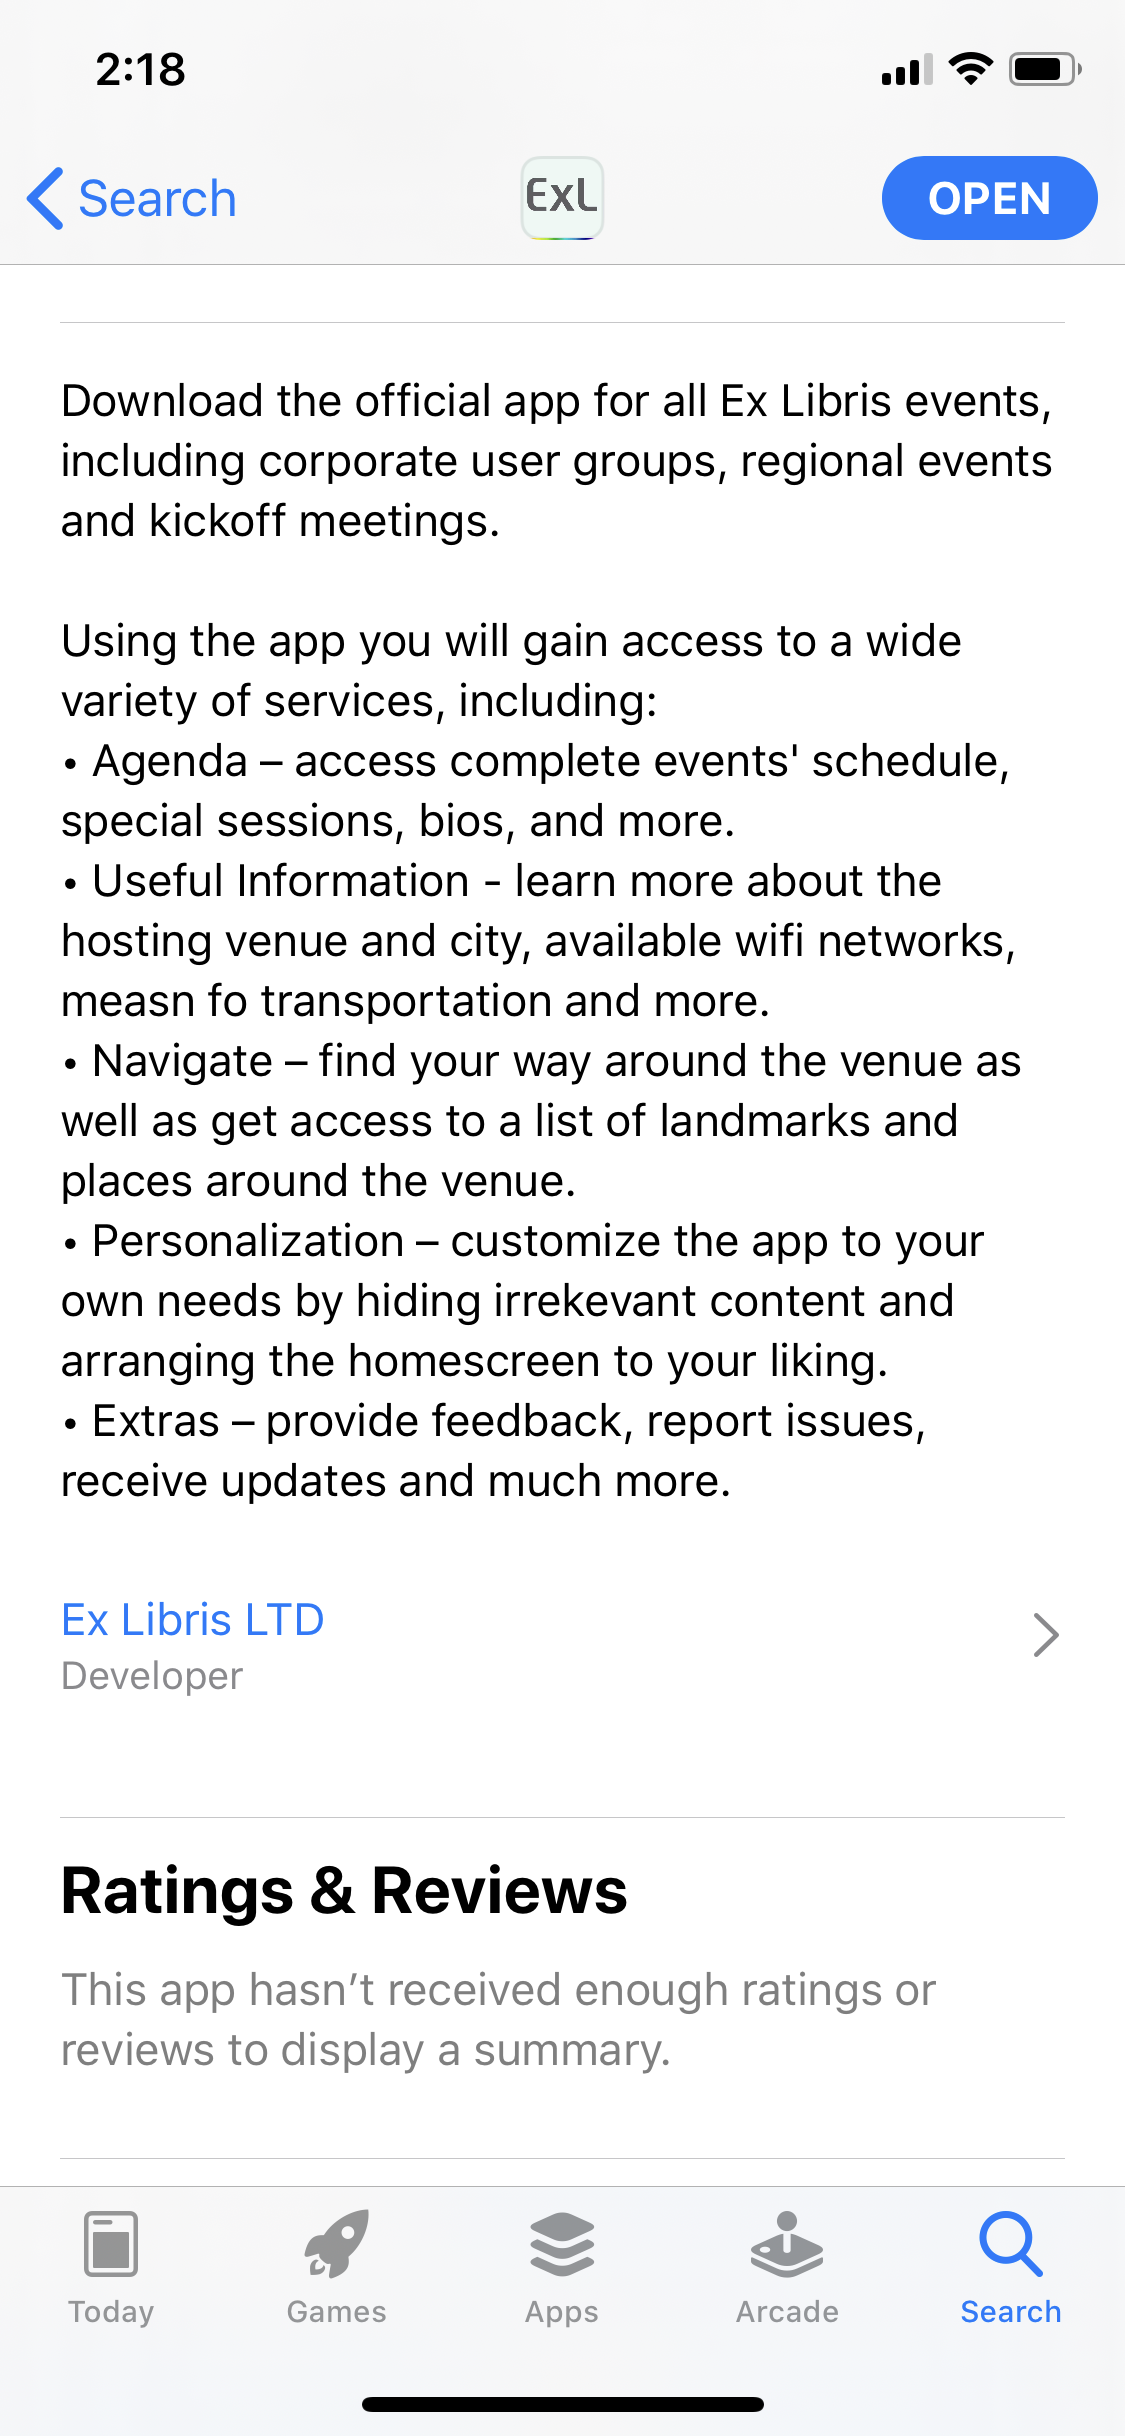 2:18
Search
ExL
OPEN
Download the official app for all Ex Libris events,
including corporate user groups, regional events
and kickoff meetings.
Using the app you will gain access to a wide
variety of services, including:
• Agenda – access complete events' schedule,
special sessions, bios, and more.
• Useful Information - learn more about the
hosting venue and city, available wifi networks,
measn fo transportation and more.
• Navigate – find your way around the venue as
well as get access to a list of landmarks and
places around the venue.
• Personalization – customize the app to your
own needs by hiding irrekevant content and
arranging the homescreen to your liking.
• Extras – provide feedback, report issues,
receive updates and much more.
Ex Libris LTD
Developer
Ratings & Reviews
This app hasn’t received enough ratings or
reviews to display a summary.
Today
Games
Apps
Arcade
Search